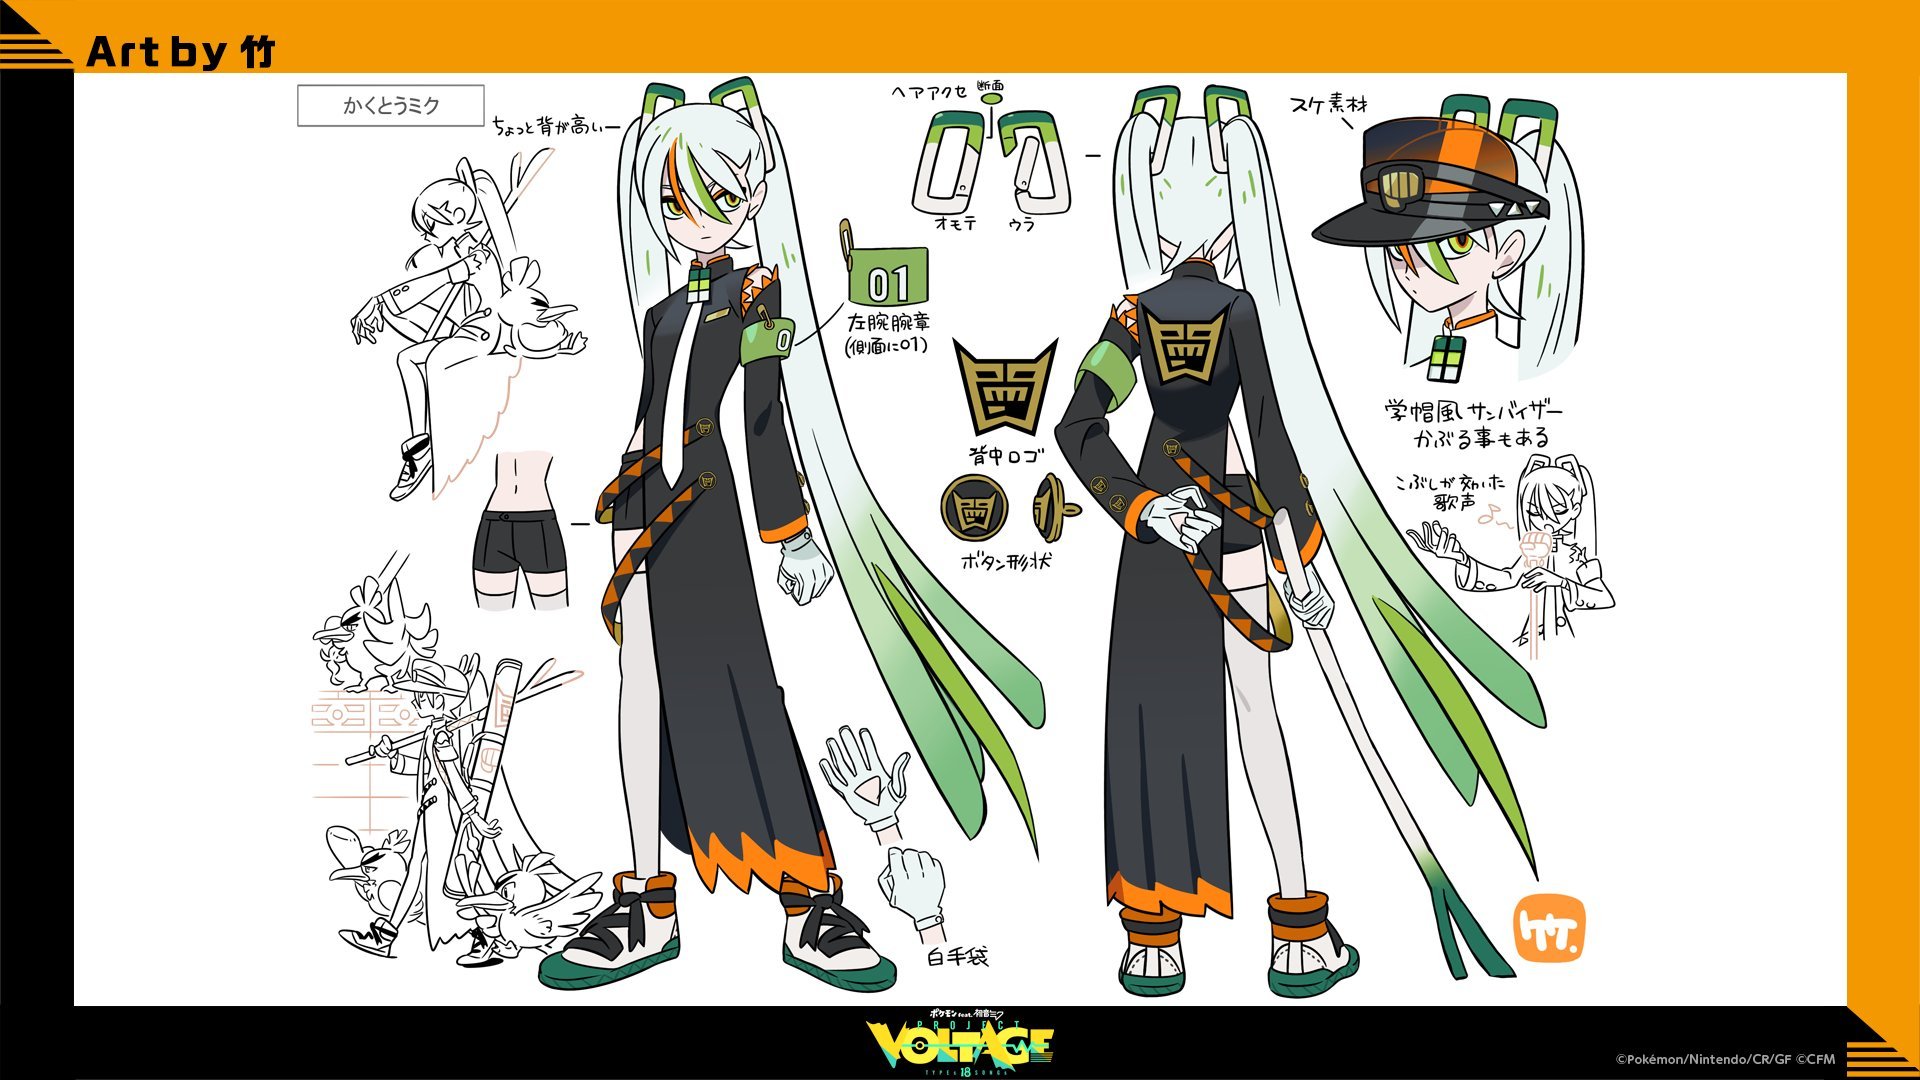 Art by 竹
かくとうミク
ちょっと背が高い
ヘアアクセ
断面
オモテ
ウラ
スケ素材
01
0
左腕腕章
(側面に01)
背中ロゴ
ボタン形状
学帽風サンバイザー
かぶる事もある
こぶしが効いた
歌声
白手袋
竹.
ポケモン feat. 初音ミク
PROJECT
VOLTAGE
18 TYPES/SONGS
©Pokémon/Nintendo/CR/GF ©CFM